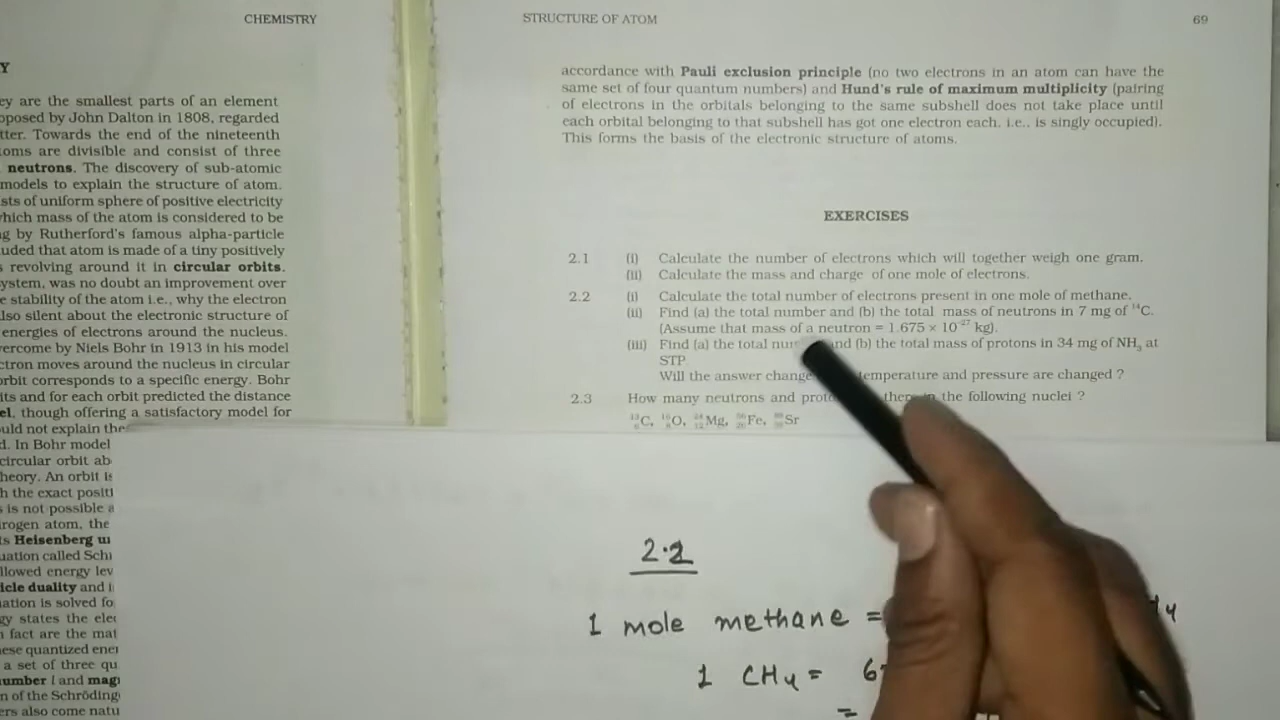 CHEMISTRY
Y
ey are the smallest parts of an element
oposed by John Dalton in 1808, regarded
tter. Towards the end of the nineteenth
oms are divisible and consist of three
neutrons. The discovery of sub-atomic
models to explain the structure of atom.
sts of uniform sphere of positive electricity
which mass of the atom is considered to be
ng by Rutherford's famous alpha-particle
uded that atom is made of a tiny positively
s revolving around it in circular orbits.
ystem, was no doubt an improvement over
e stability of the atom i.e., why the electron
lso silent about the electronic structure of
energies of electrons around the nucleus.
vercome by Niels Bohr in 1913 in his model
ctron moves around the nucleus in circular
orbit corresponds to a specific energy. Bohr
its and for each orbit predicted the distance
el, though offering a satisfactory model for
uld not explain the
d. In Bohr model
circular orbit ab
heory. An orbit is
h the exact positi
s is not possible a
rogen atom, the
ts Heisenberg u
uation called Schr
llowed energy lev
icle duality and i
uation is solved fo
gy states the elec
n fact are the mat
hese quantized ener
a set of three qu
umber l and mag
n of the Schröding
ers also come natu
STRUCTURE OF ATOM 69
accordance with Pauli exclusion principle (no two electrons in an atom can have the
same set of four quantum numbers) and Hund's rule of maximum multiplicity (pairing
of electrons in the orbitals belonging to the same subshell does not take place until
each orbital belonging to that subshell has got one electron each, i.e., is singly occupied).
This forms the basis of the electronic structure of atoms.
EXERCISES
2.1 (i) Calculate the number of electrons which will together weigh one gram.
(ii) Calculate the mass and charge of one mole of electrons.
2.2 (i) Calculate the total number of electrons present in one mole of methane.
(ii) Find (a) the total number and (b) the total mass of neutrons in 7 mg of ¹⁴C.
(Assume that mass of a neutron = 1.675 × 10⁻²⁷ kg).
(iii) Find (a) the total nu and (b) the total mass of protons in 34 mg of NH₃ at
STP.
Will the answer change temperature and pressure are changed ?
2.3 How many neutrons and prot there in the following nuclei ?
C, O, Mg, Fe, Sr
2.2
1 mole methane =
1 CH₄ = 6
=